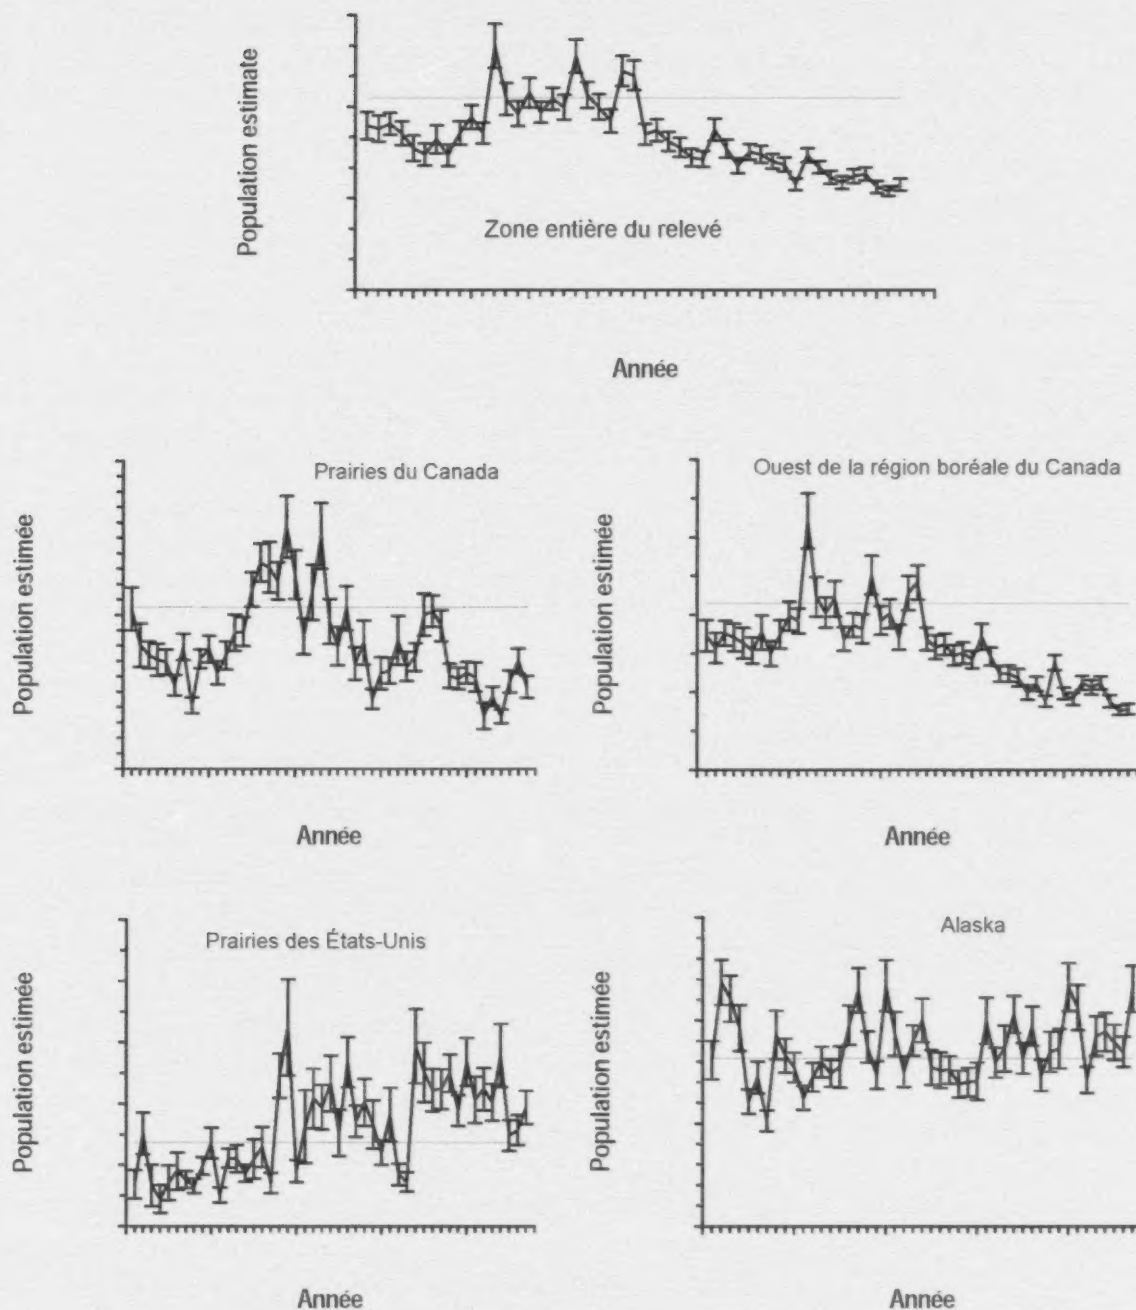 Population estimate
Zone entière du relevé
Année
Prairies du Canada
Population estimée
Année
Ouest de la région boréale du Canada
Population estimée
Année
Prairies des États-Unis
Population estimée
Année
Alaska
Population estimée
Année